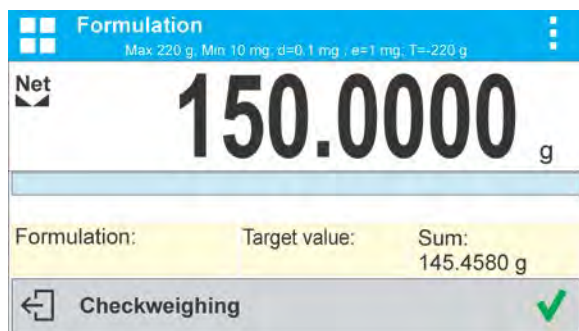 Formulation
Max 220 g, Min 10 mg, d=0.1 mg , e=1 mg; T=-220 g
Net
150.0000 g
Formulation: Target value: Sum:
145.4580 g
Checkweighing